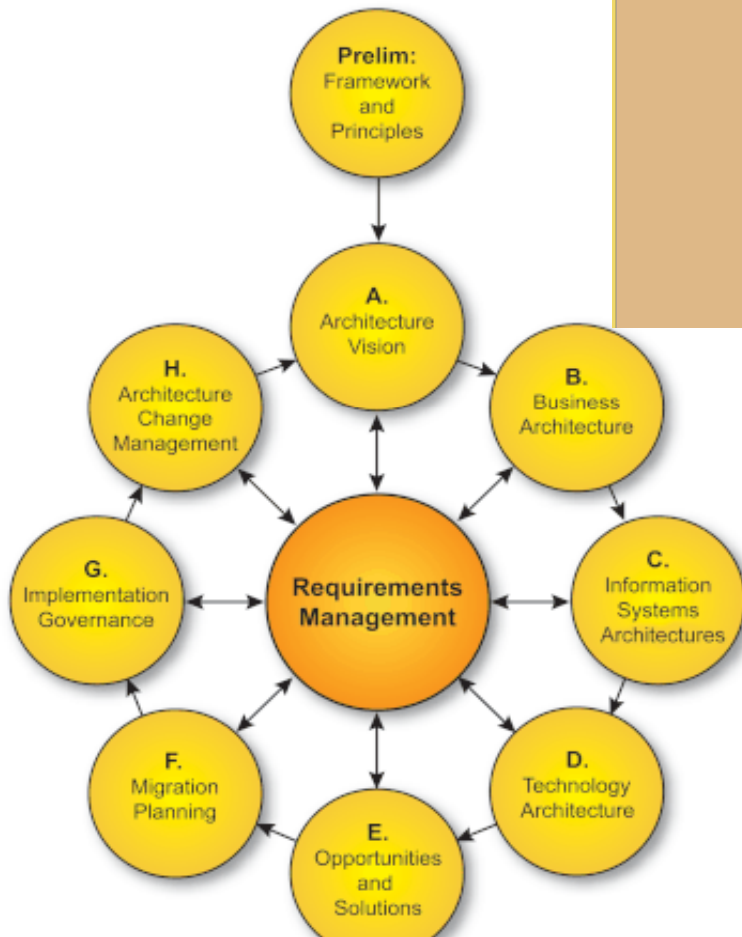 Prelim:
Framework
and
Principles
A.
Architecture
Vision
B.
Business
Architecture
C.
Information
Systems
Architectures
D.
Technology
Architecture
E.
Opportunities
and
Solutions
F.
Migration
Planning
G.
Implementation
Governance
H.
Architecture
Change
Management
Requirements
Management